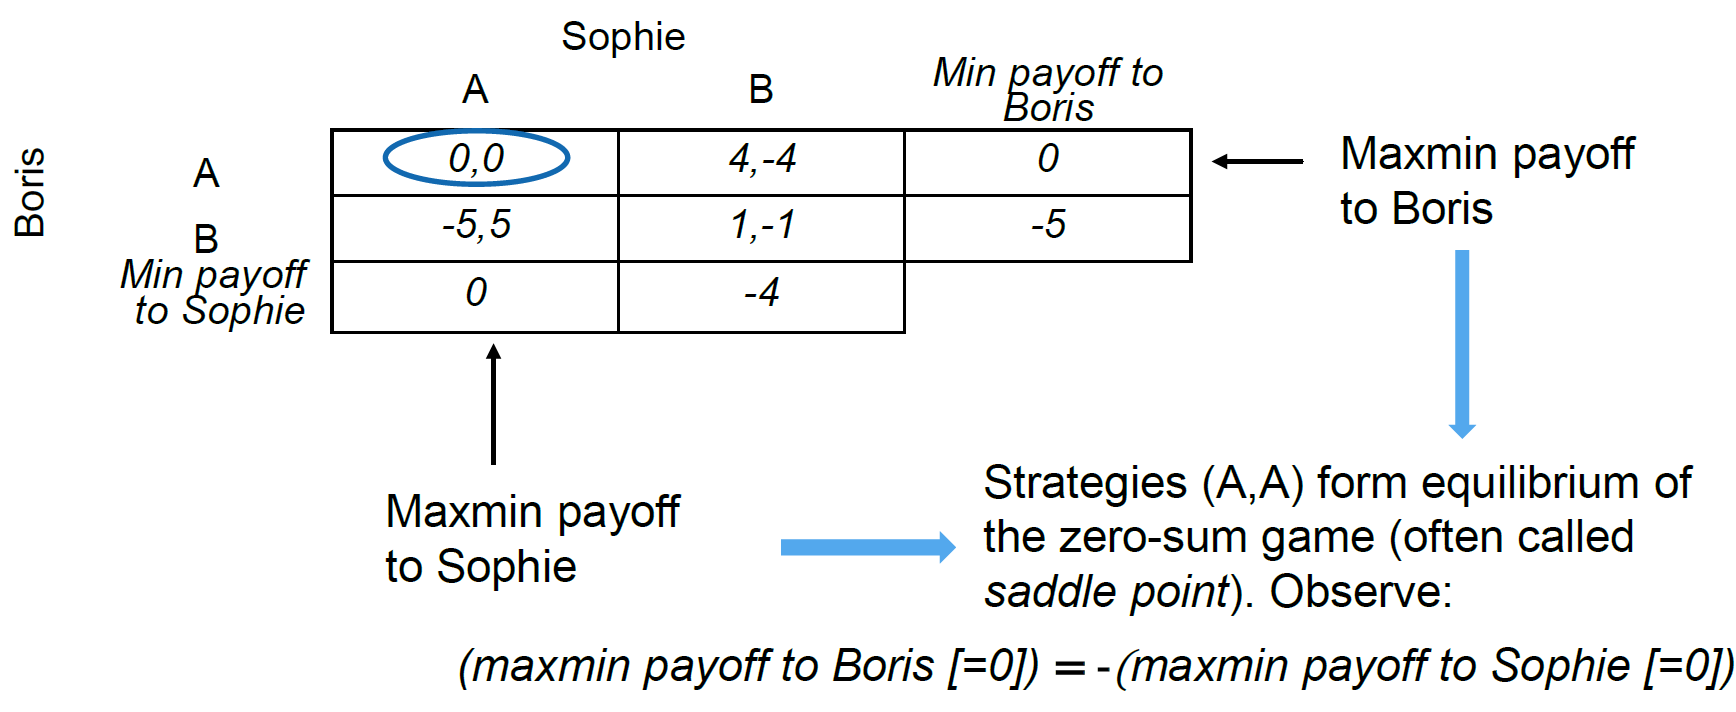 Sophie
A B Min payoff to
Boris
Boris
A 0,0 4,-4 0
B -5,5 1,-1 -5
Min payoff
to Sophie 0 -4
Maxmin payoff
to Boris
Maxmin payoff
to Sophie
Strategies (A,A) form equilibrium of
the zero-sum game (often called
saddle point). Observe:
(maxmin payoff to Boris [=0]) = -(maxmin payoff to Sophie [=0])